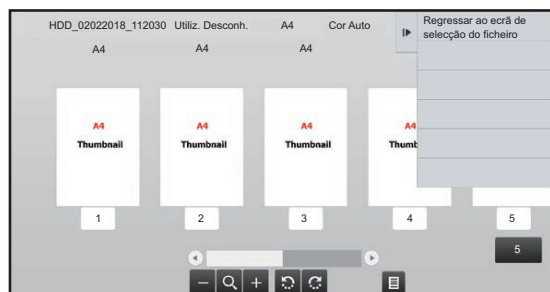 HDD_02022018_112030 Utiliz. Desconh. A4 Cor Auto
Regressar ao ecrã de
selecção do ficheiro
A4 A4 A4
A4
Thumbnail
A4
Thumbnail
A4
Thumbnail
A4
Thumb
1 2 3 4 5
5